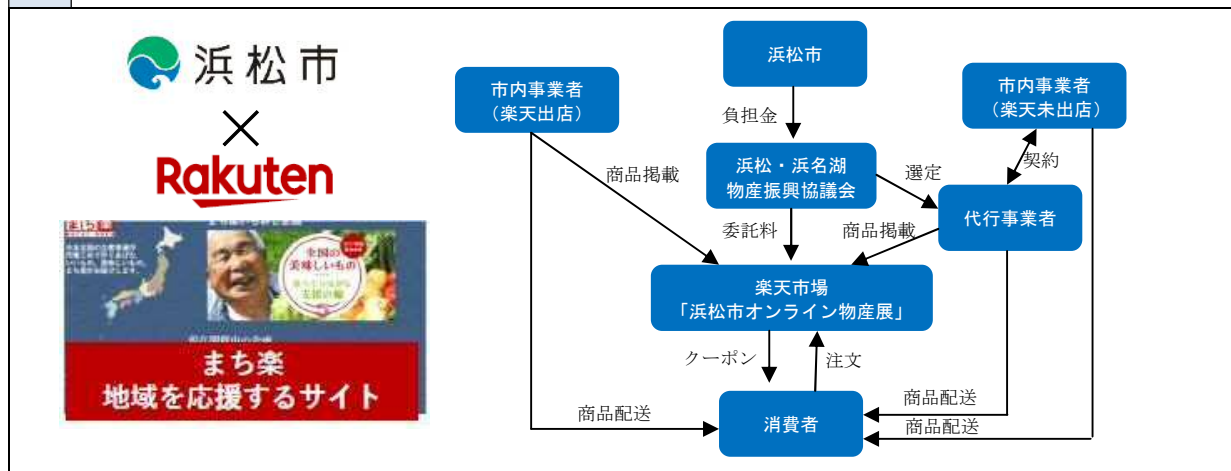 浜松市
×
Rakuten
全国の
美味しいもの
まち楽
地域を応援するサイト
浜松市
市内事業者
（楽天出店）
市内事業者
（楽天未出店）
負担金
商品掲載
浜松・浜名湖
物産振興協議会
選定
契約
代行事業者
委託料
商品掲載
楽天市場
「浜松市オンライン物産展」
クーポン
注文
商品配送
消費者
商品配送
商品配送